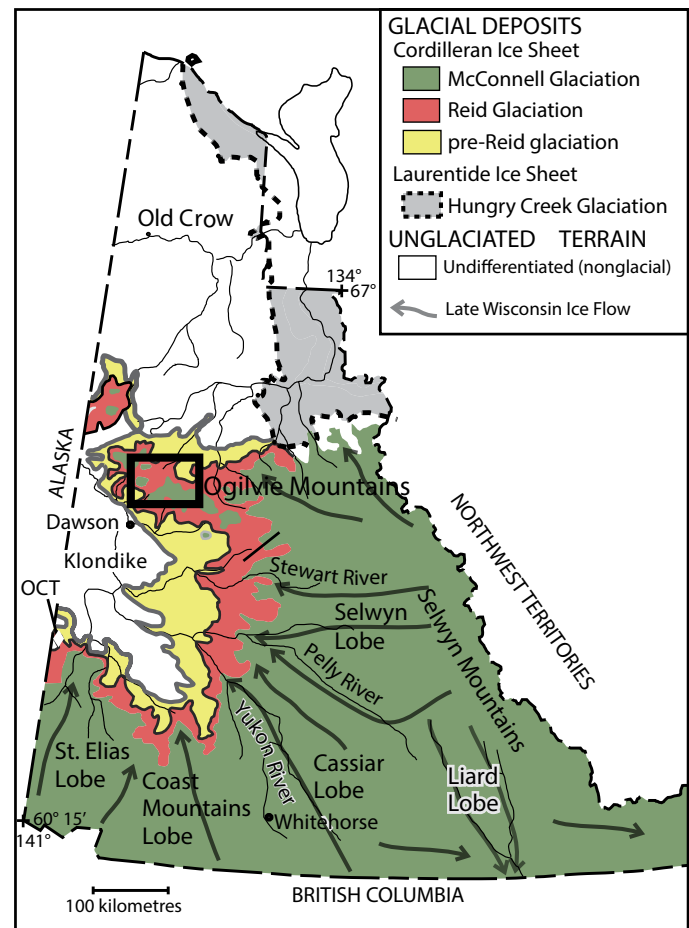 GLACIAL DEPOSITS
Cordilleran Ice Sheet
McConnell Glaciation
Reid Glaciation
pre-Reid glaciation
Laurentide Ice Sheet
Hungry Creek Glaciation
UNGLACIATED TERRAIN
Undifferentiated (nonglacial)
Late Wisconsin Ice Flow
Old Crow
134°
67°
ALASKA
Ogilvie Mountains
Dawson
Klondike
NORTHWEST TERRITORIES
OCT
Stewart River
Selwyn
Lobe
Selwyn Mountains
Pelly River
Yukon River
St. Elias
Lobe
Coast
Mountains
Lobe
Cassiar
Lobe
Liard
Lobe
Whitehorse
60° 15′
141°
BRITISH COLUMBIA
100 kilometres